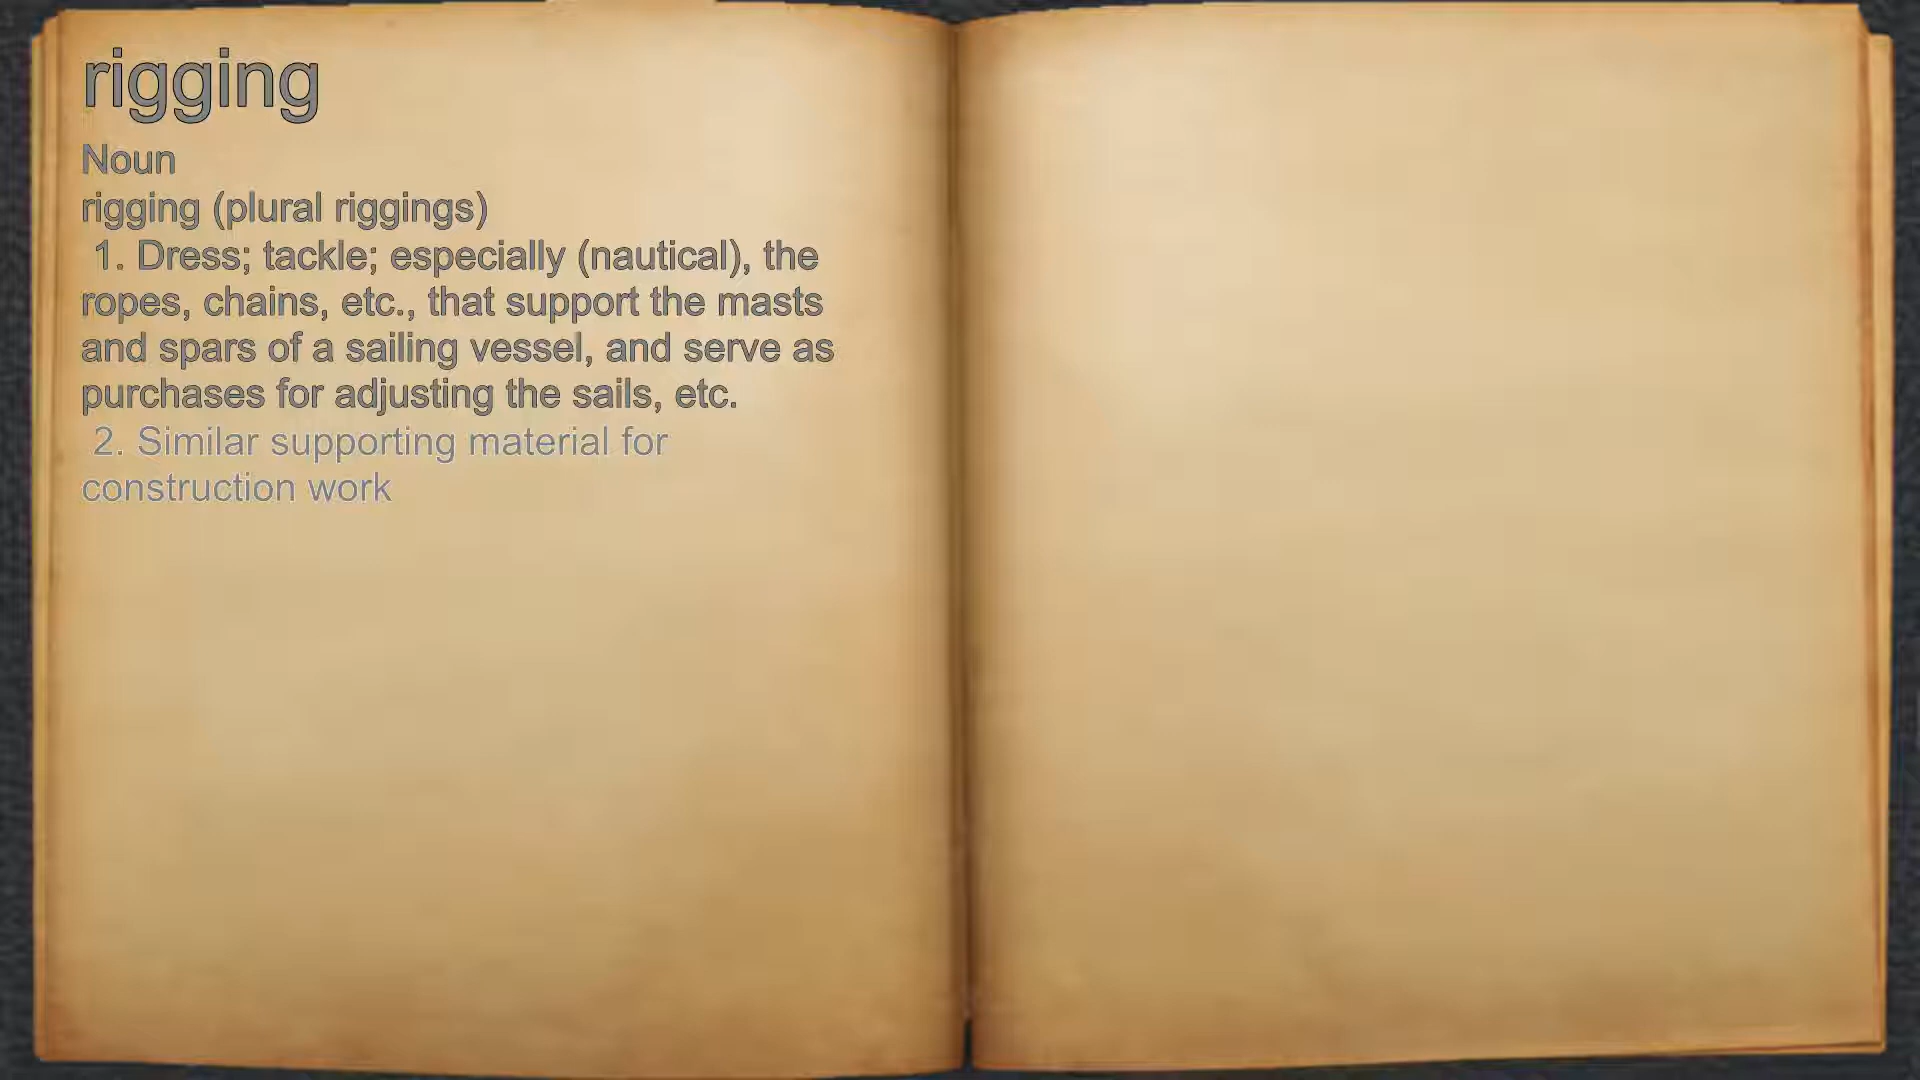 rigging
Noun
rigging (plural riggings)
1. Dress; tackle; especially (nautical), the
ropes, chains, etc., that support the masts
and spars of a sailing vessel, and serve as
purchases for adjusting the sails, etc.
2. Similar supporting material for
construction work